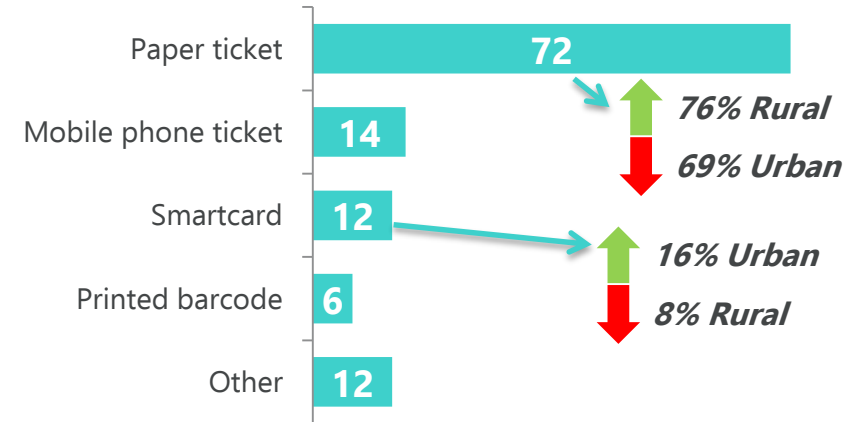 Paper ticket 72
76% Rural
Mobile phone ticket 14
69% Urban
Smartcard 12
16% Urban
Printed barcode 6
8% Rural
Other 12